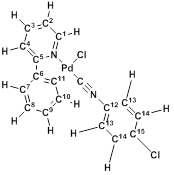 H H
3 C C 2
H C 4 C 1 H
C 5 N Cl
Pd
H C 6 C 11 C
C 7 C N H H
C 8 C 10 H C 12 C 13
H C 9 C 13 C 14
H H C 14 C 15
H Cl